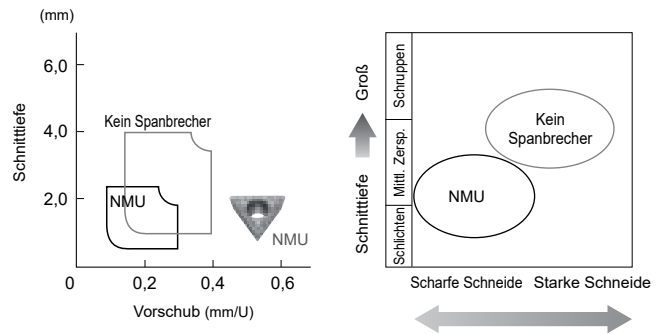 (mm)
6,0
4,0
2,0
0
Schnitttiefe
Kein Spanbrecher
NMU
NMU
0,2
0,4
0,6
Vorschub (mm/U)
Groß
Schnitttiefe
Schruppen
Mittl. Zersp.
Schlichten
Kein
Spanbrecher
NMU
Scharfe Schneide
Starke Schneide